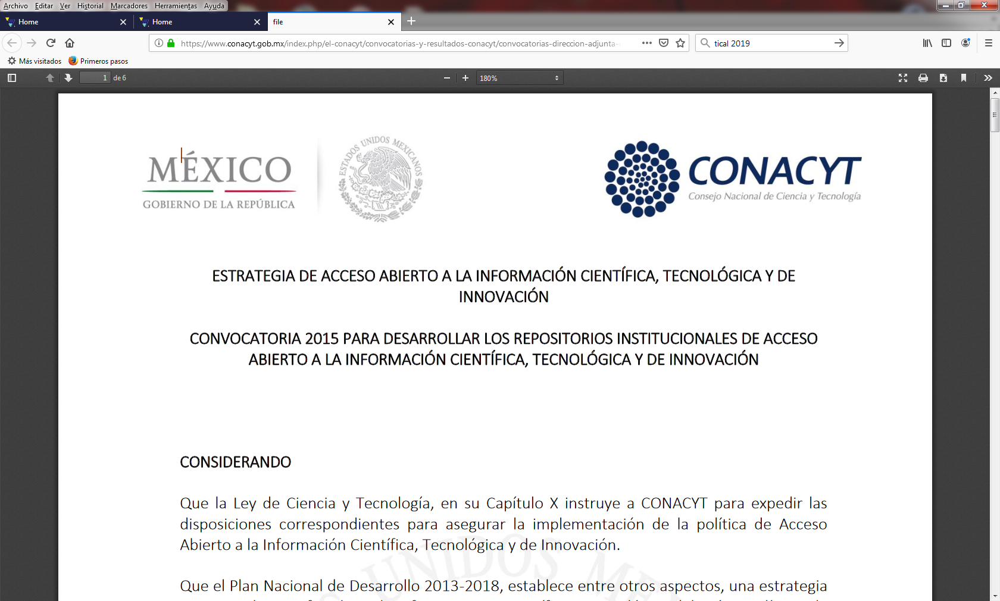 Archivo Editar Ver Historial Marcadores Herramientas Ayuda
Home
Home
file
https://www.conacyt.gob.mx/index.php/el-conacyt/convocatorias-y-resultados-conacyt/convocatorias-direccion-adjunta-
tical 2019
Más visitados
Primeros pasos
1 de 6
180%
MÉXICO
GOBIERNO DE LA REPÚBLICA
ESTADOS UNIDOS MEXICANOS
CONACYT
Consejo Nacional de Ciencia y Tecnología
ESTRATEGIA DE ACCESO ABIERTO A LA INFORMACIÓN CIENTÍFICA, TECNOLÓGICA Y DE
INNOVACIÓN
CONVOCATORIA 2015 PARA DESARROLLAR LOS REPOSITORIOS INSTITUCIONALES DE ACCESO
ABIERTO A LA INFORMACIÓN CIENTÍFICA, TECNOLÓGICA Y DE INNOVACIÓN
CONSIDERANDO
Que la Ley de Ciencia y Tecnología, en su Capítulo X instruye a CONACYT para expedir las
disposiciones correspondientes para asegurar la implementación de la política de Acceso
Abierto a la Información Científica, Tecnológica y de Innovación.
UNIDOS
Que el Plan Nacional de Desarrollo 2013-2018, establece entre otros aspectos, una estrategia